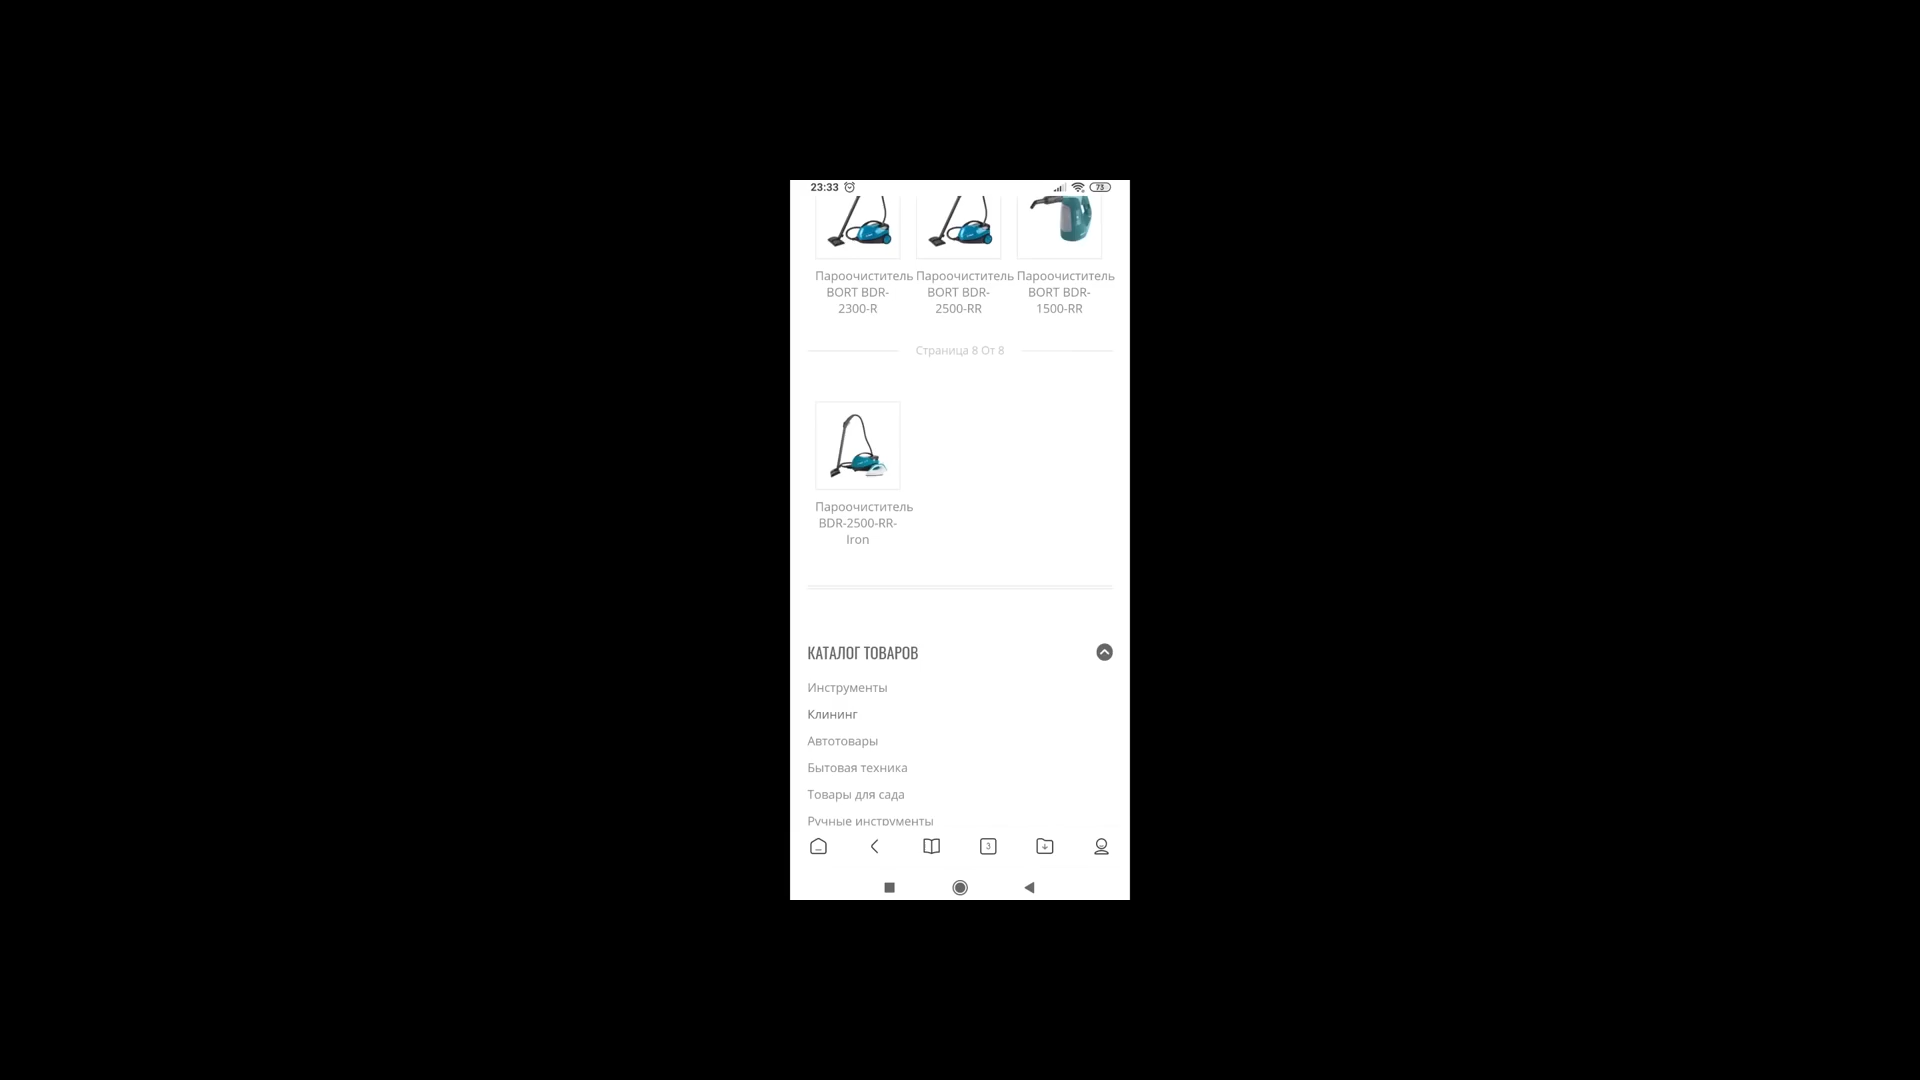 23:33
73
Пароочиститель Пароочиститель Пароочиститель
BORT BDR- BORT BDR- BORT BDR-
2300-R 2500-RR 1500-RR
Страница 8 От 8
Пароочиститель
BDR-2500-RR-
Iron
КАТАЛОГ ТОВАРОВ
Инструменты
Клининг
Автотовары
Бытовая техника
Товары для сада
Ручные инструменты
3